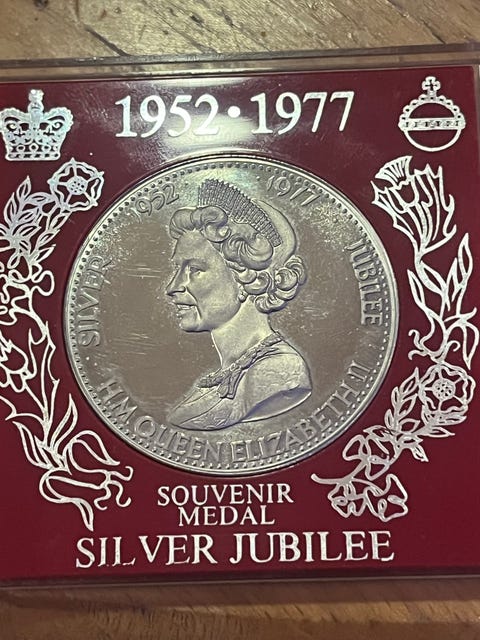 1952·1977
1952 1977
SILVER JUBILEE
H.M. QUEEN ELIZABETH II
SOUVENIR
MEDAL
SILVER JUBILEE